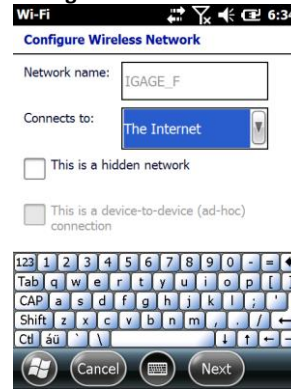 Wi-Fi 6:34
Configure Wireless Network
Network name: IGAGE_F
Connects to: The Internet
This is a hidden network
This is a device-to-device (ad-hoc)
connection
123 1 2 3 4 5 6 7 8 9 0 - =
Tab q w e r t y u i o p [ ]
CAP a s d f g h j k l ; '
Shift z x c v b n m , . /
Ctl áü ` \
Cancel Next